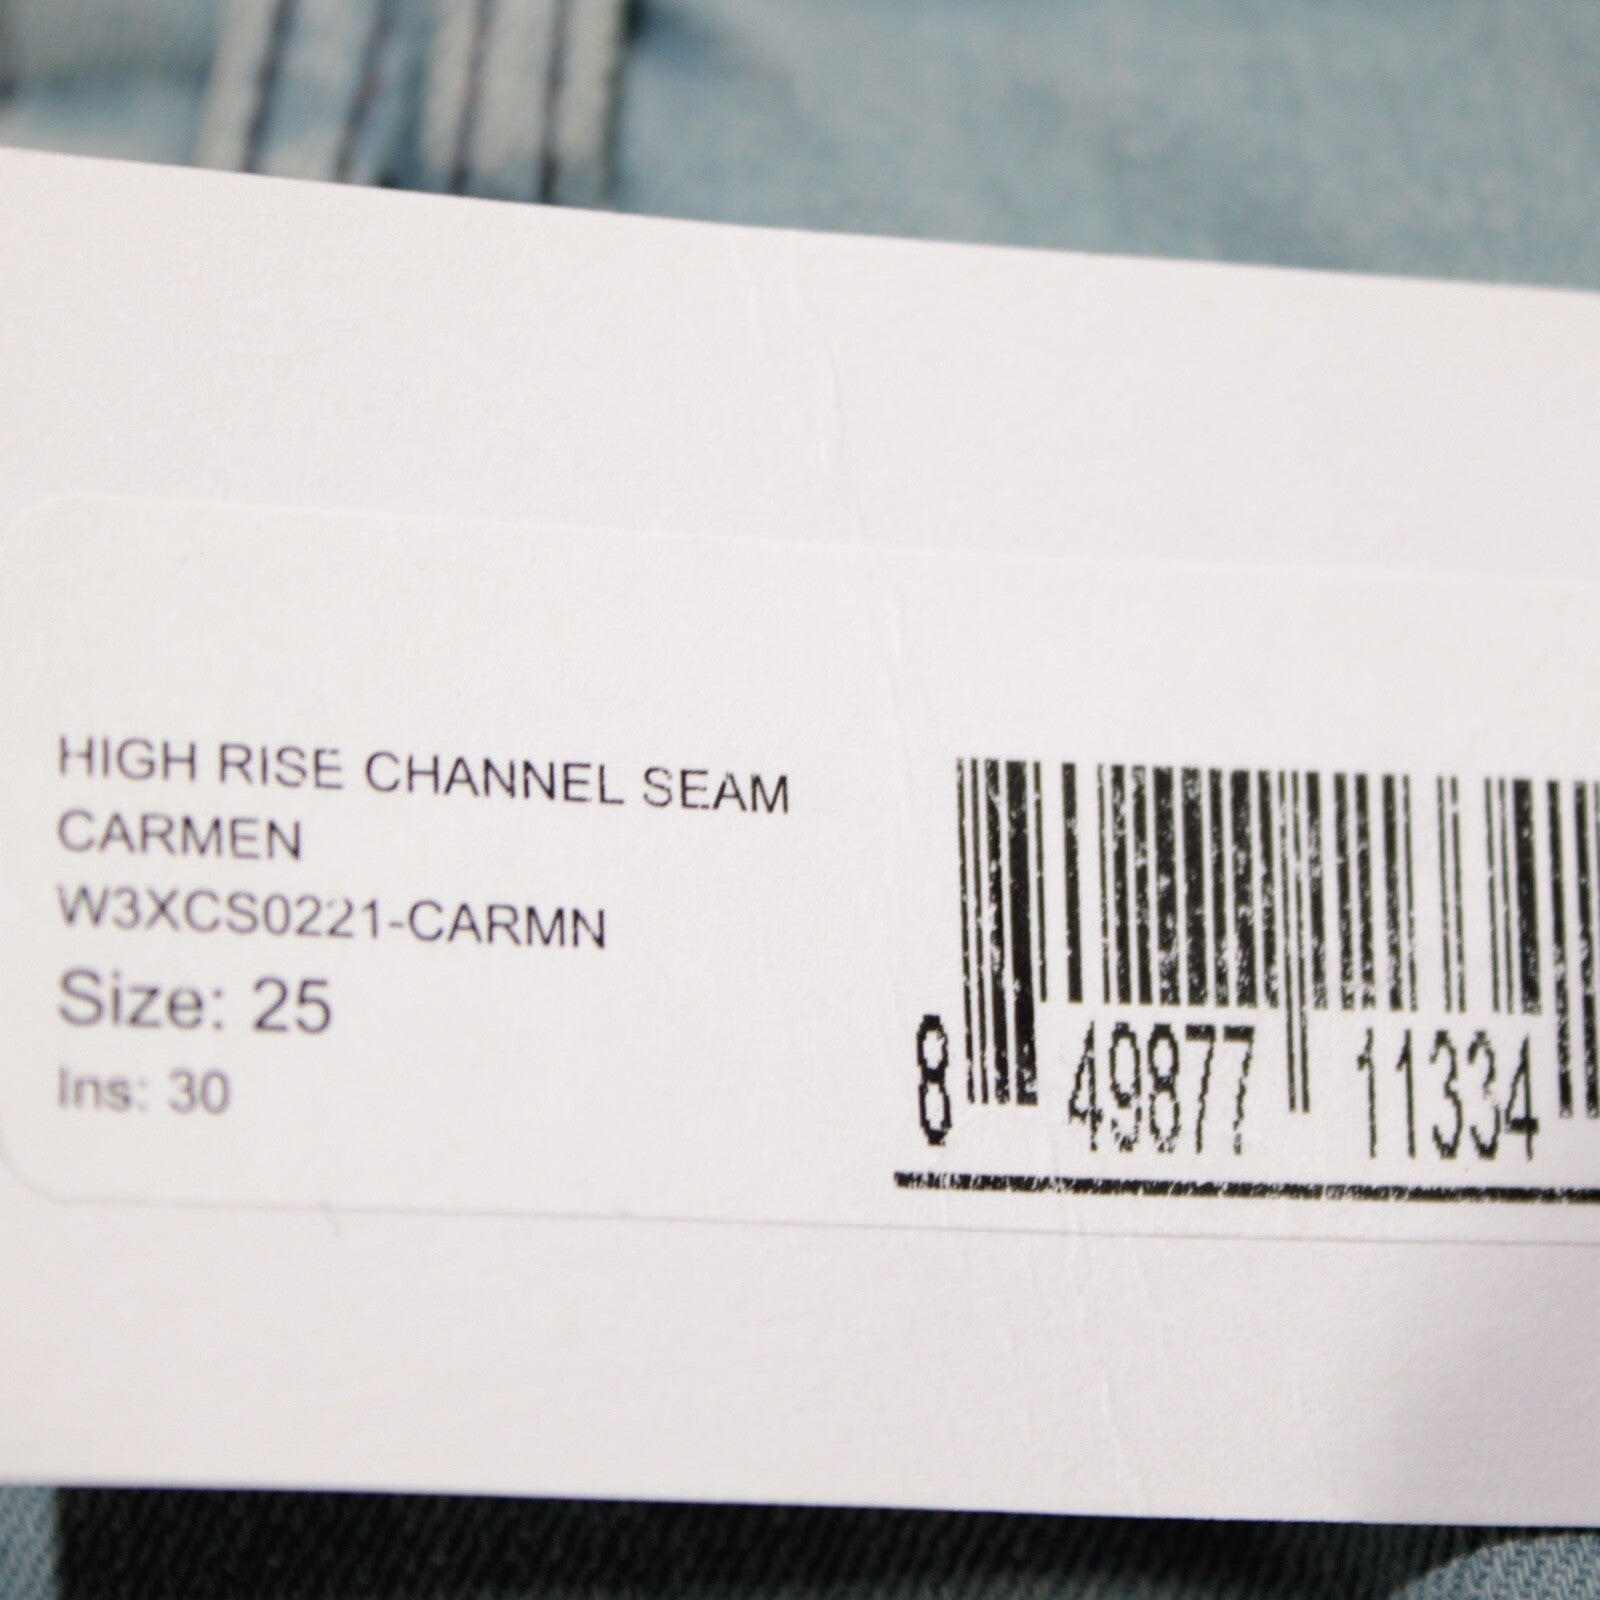 HIGH RISE CHANNEL SEAM
CARMEN
W3XCS0221-CARMN
Size: 25
Ins: 30
8 49877 11334